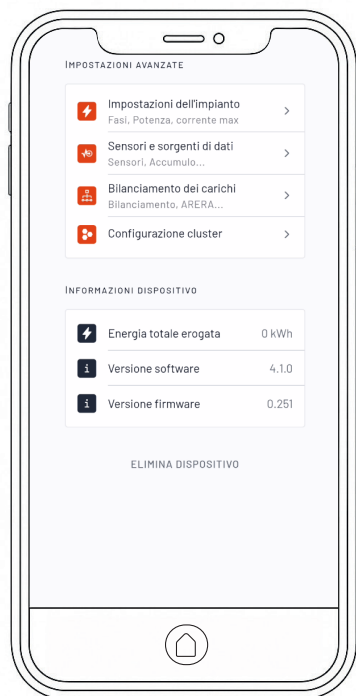 IMPOSTAZIONI AVANZATE
Impostazioni dell'impianto
Fasi, Potenza, corrente max
Sensori e sorgenti di dati
Sensori, Accumulo...
Bilanciamento dei carichi
Bilanciamento, ARERA...
Configurazione cluster
INFORMAZIONI DISPOSITIVO
Energia totale erogata 0 kWh
Versione software 4.1.0
Versione firmware 0.251
ELIMINA DISPOSITIVO